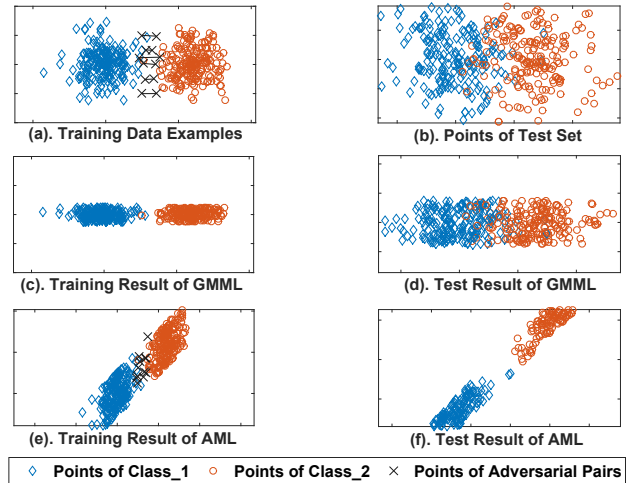 (a). Training Data Examples
(b). Points of Test Set
(c). Training Result of GMML
(d). Test Result of GMML
(e). Training Result of AML
(f). Test Result of AML
Points of Class_1 Points of Class_2 Points of Adversarial Pairs